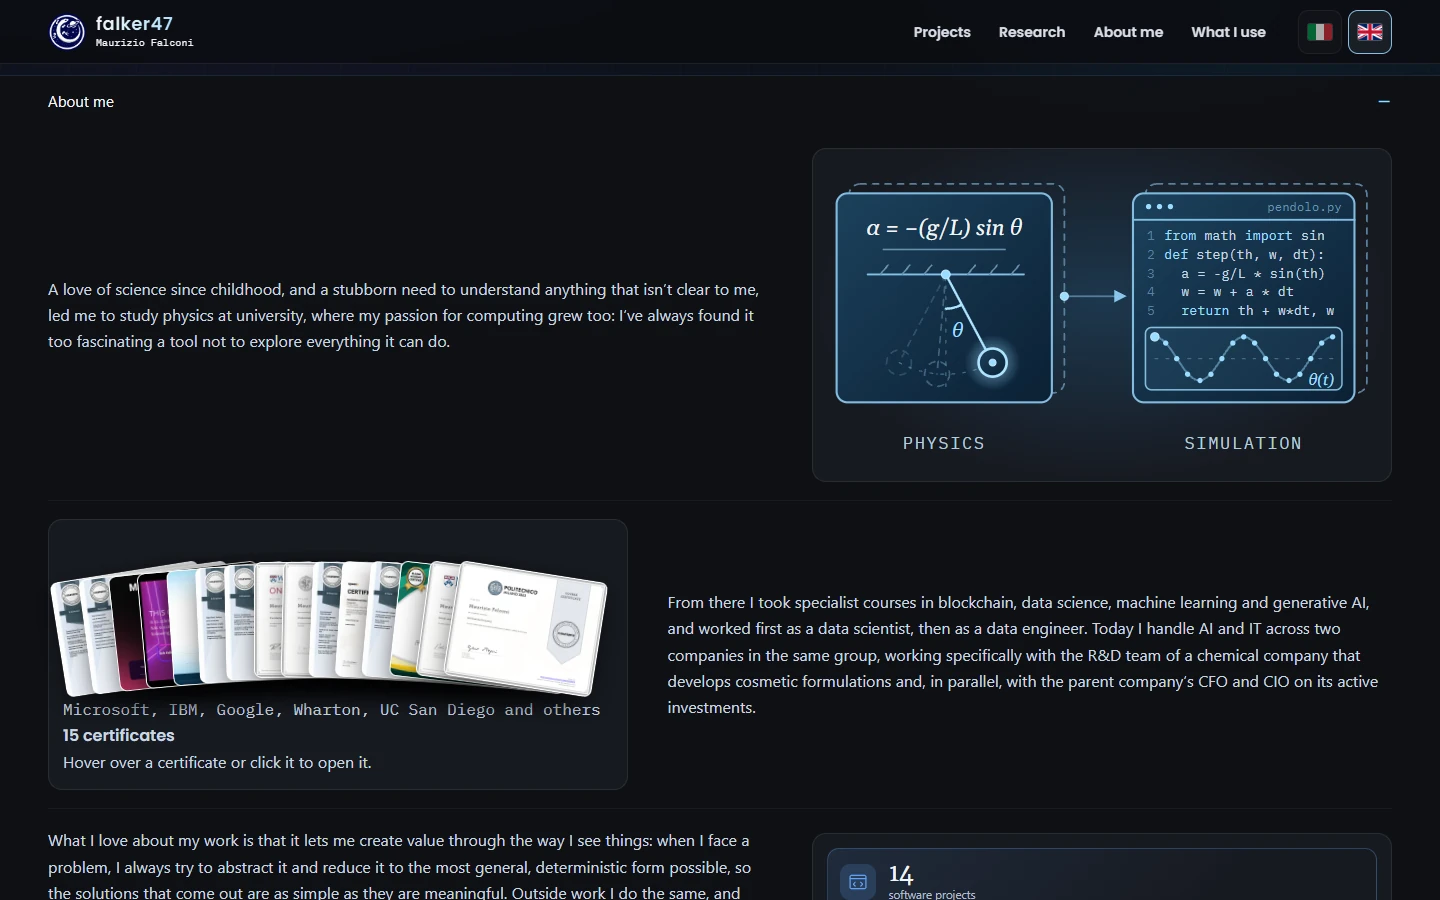 falker47
Maurizio Falconi
Projects
Research
About me
What I use
About me
A love of science since childhood, and a stubborn need to understand anything that isn’t clear to me,
led me to study physics at university, where my passion for computing grew too: I’ve always found it
too fascinating a tool not to explore everything it can do.
α = −(g/L) sin θ
θ
PHYSICS
pendolo.py
1 from math import sin
2 def step(th, w, dt):
3 a = -g/L * sin(th)
4 w = w + a * dt
5 return th + w*dt, w
θ(t)
SIMULATION
POLITECNICO
Maurizio Falconi
Microsoft, IBM, Google, Wharton, UC San Diego and others
15 certificates
Hover over a certificate or click it to open it.
From there I took specialist courses in blockchain, data science, machine learning and generative AI,
and worked first as a data scientist, then as a data engineer. Today I handle AI and IT across two
companies in the same group, working specifically with the R&D team of a chemical company that
develops cosmetic formulations and, in parallel, with the parent company’s CFO and CIO on its active
investments.
What I love about my work is that it lets me create value through the way I see things: when I face a
problem, I always try to abstract it and reduce it to the most general, deterministic form possible, so
the solutions that come out are as simple as they are meaningful. Outside work I do the same, and
14
software projects